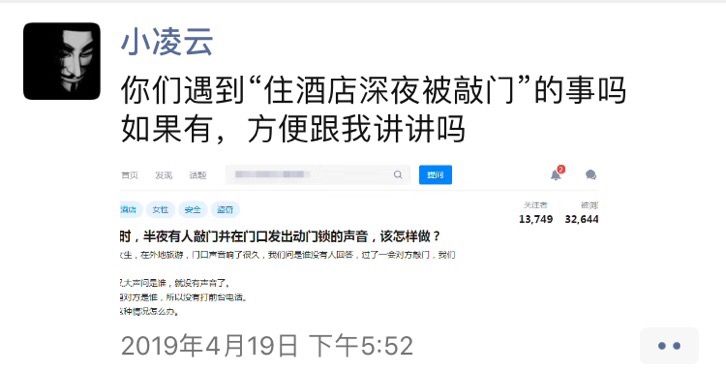 小凌云
你们遇到“住酒店深夜被敲门”的事吗
如果有，方便跟我讲讲吗
首页 发现 话题 提问 2
酒店 女性 安全 盗窃
关注者 被浏
13,749 32,644
时，半夜有人敲门并在门口发出动门锁的声音，该怎样做？
女生，在外地旅游，门口声音响了很久，我们问是谁没有人回答，过了一会对方敲门，我们
又大声问是谁，就没有声音了。
道对方是谁，所以没有打前台电话。
这种情况怎么办。
2019年4月19日 下午5:52